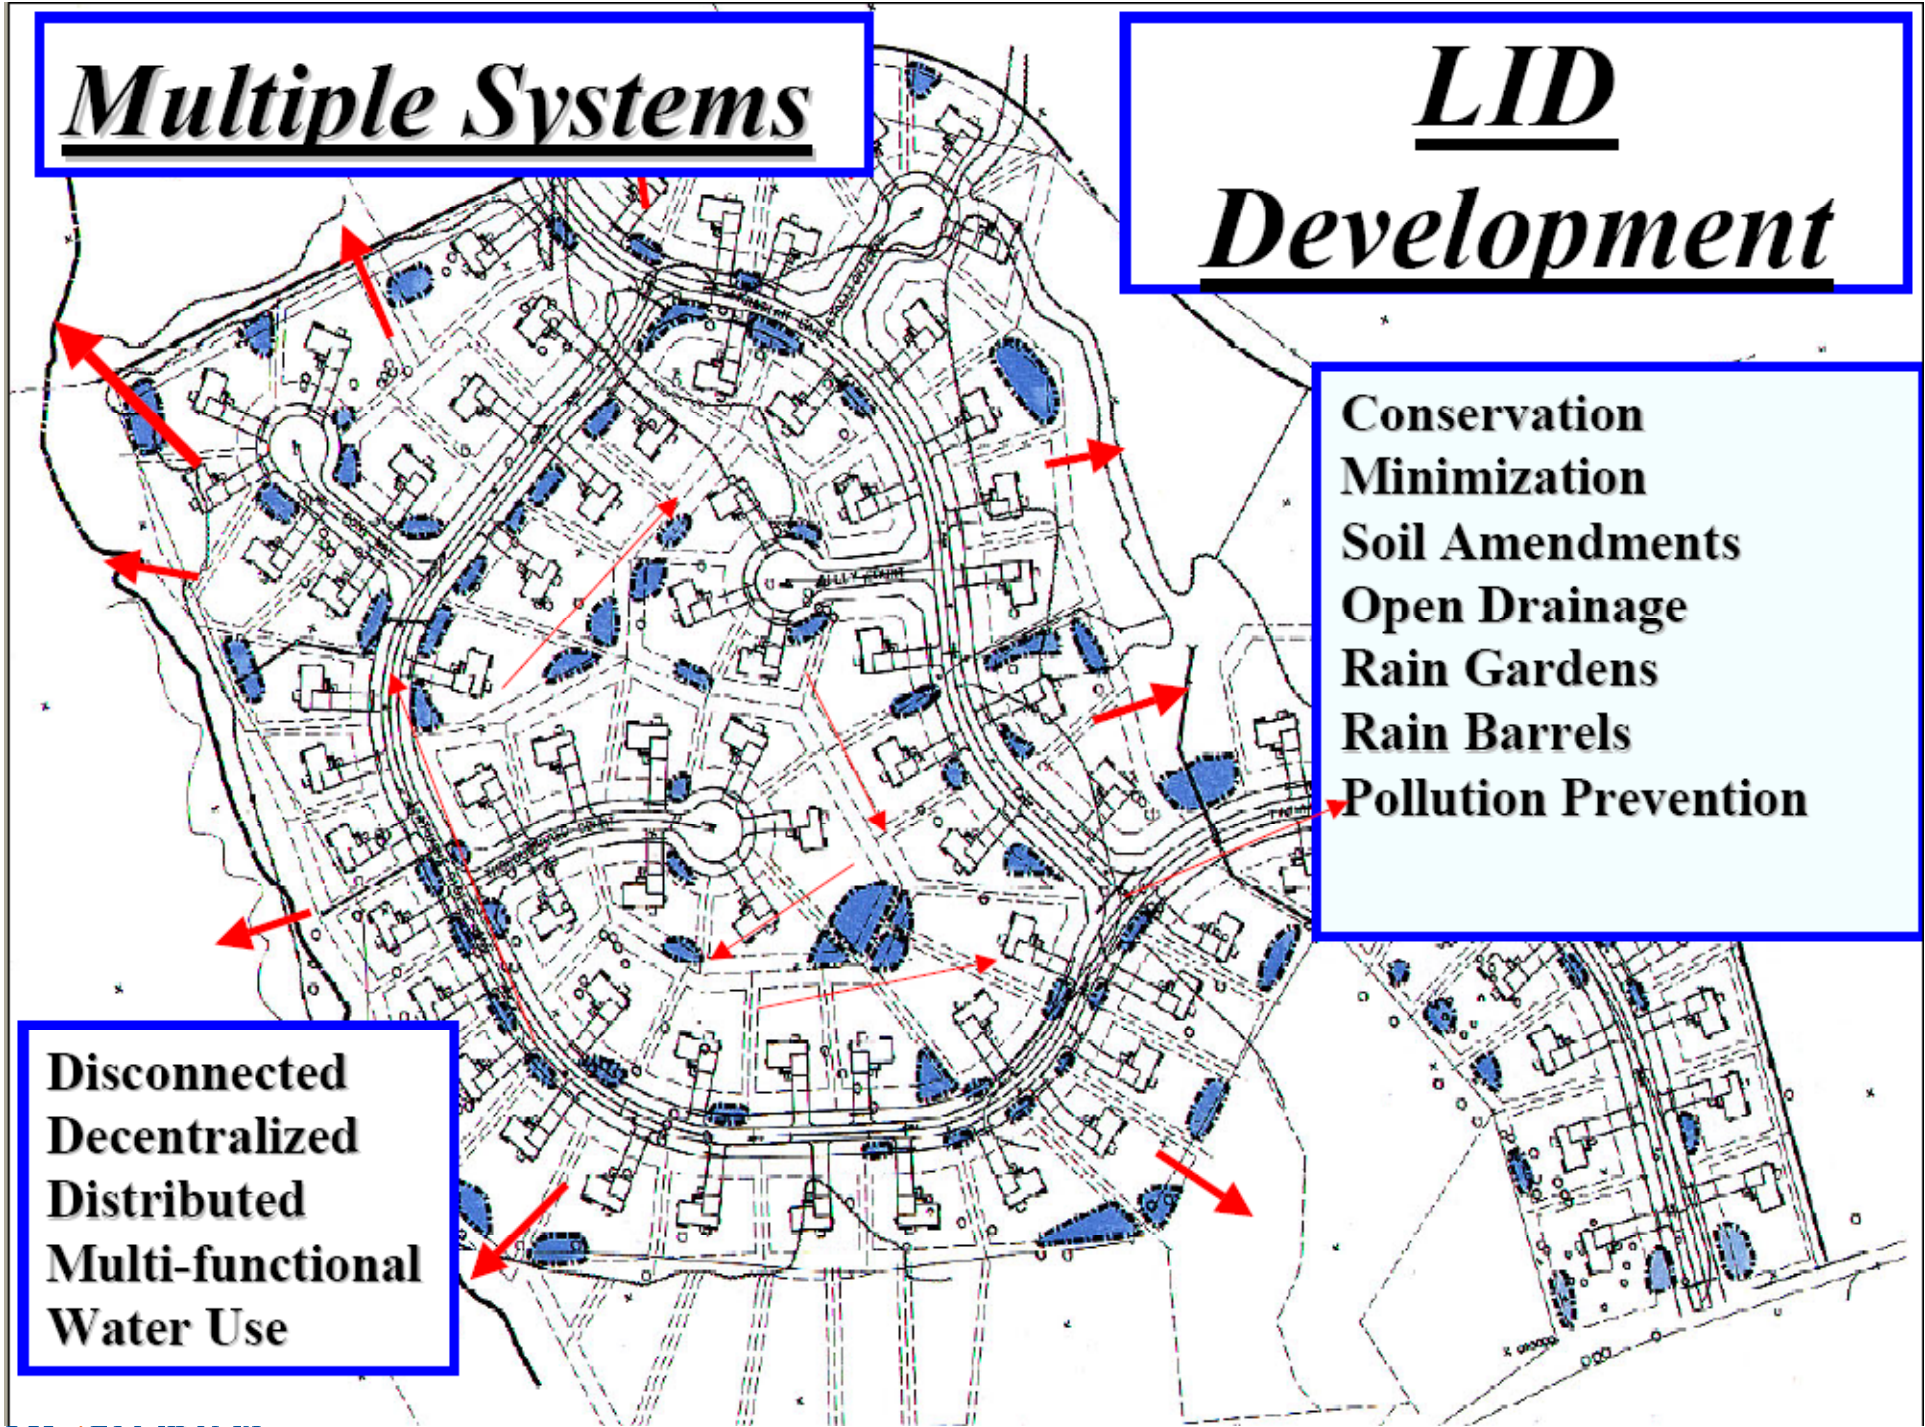 Multiple Systems
LID
Development
Conservation
Minimization
Soil Amendments
Open Drainage
Rain Gardens
Rain Barrels
Pollution Prevention
Disconnected
Decentralized
Distributed
Multi-functional
Water Use